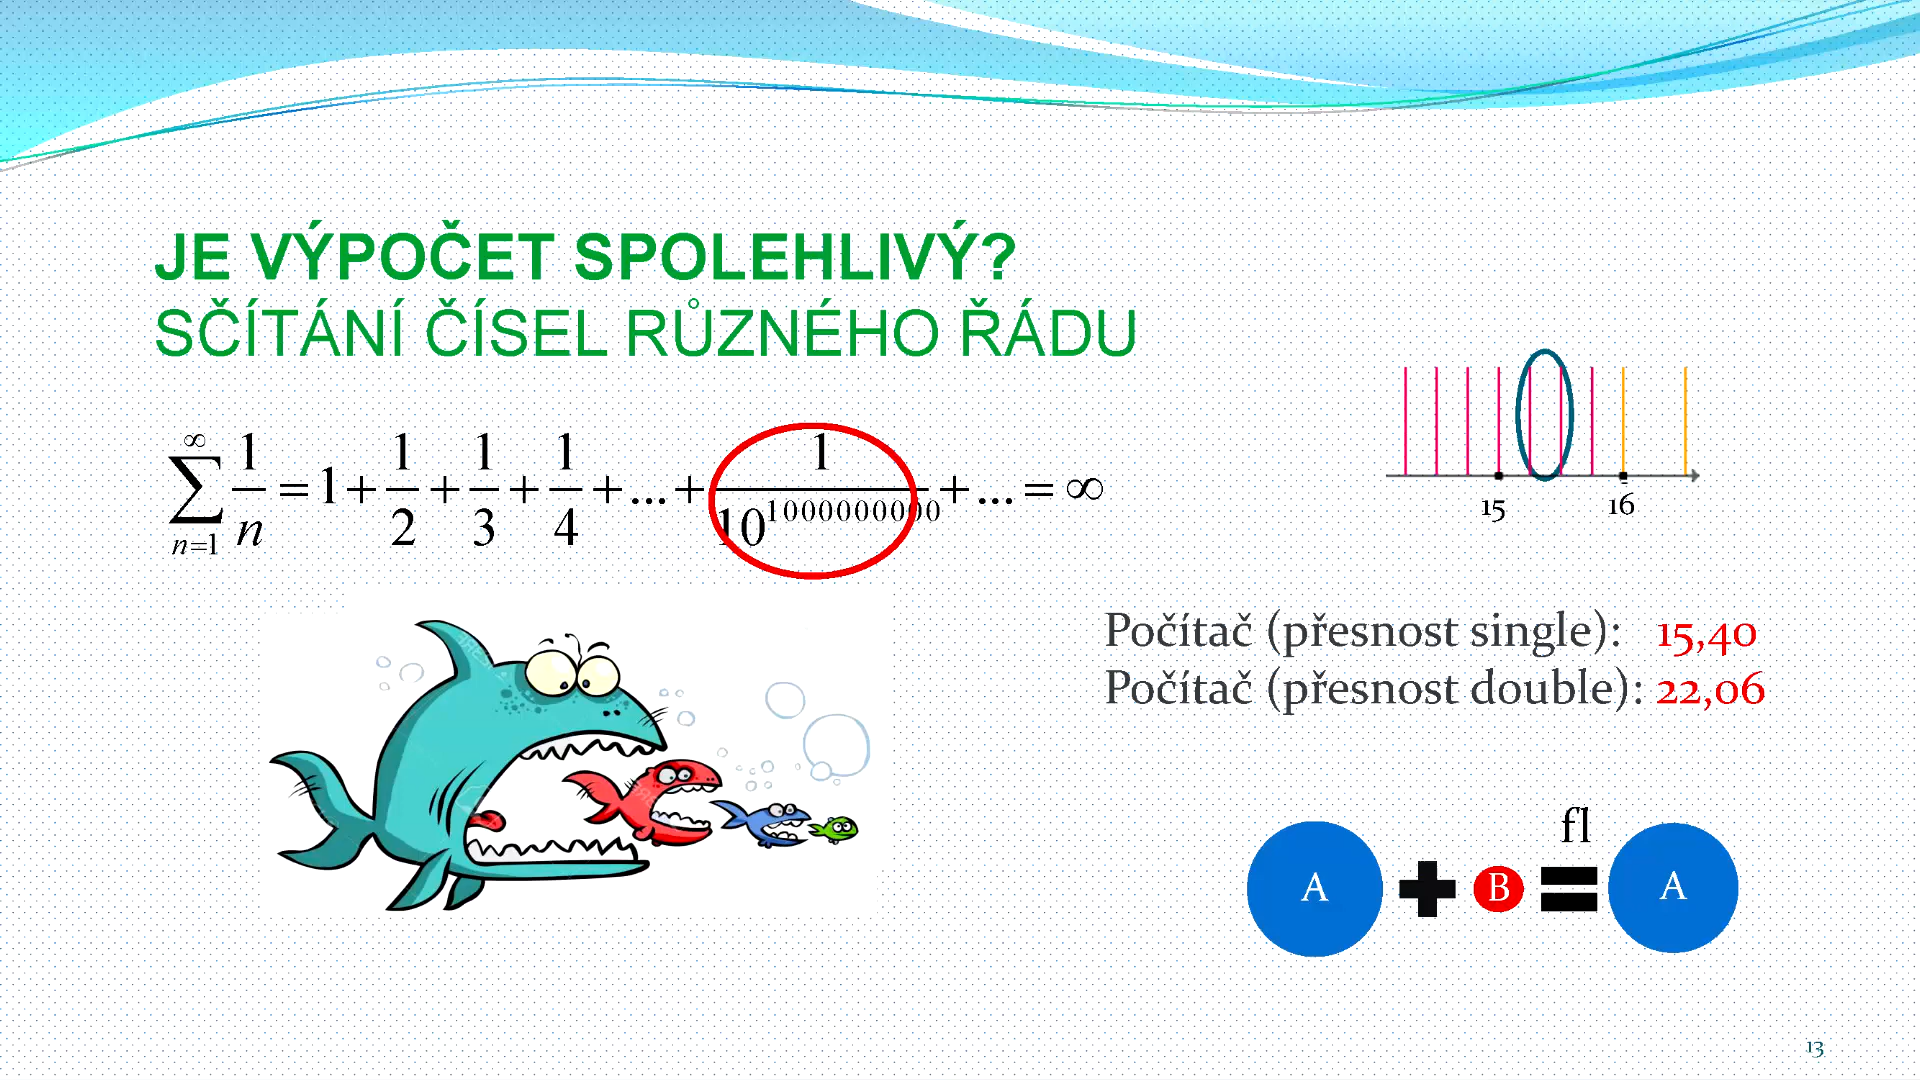 JE VÝPOČET SPOLEHLIVÝ?
SČÍTÁNÍ ČÍSEL RŮZNÉHO ŘÁDU
∑_{n=1}^{∞} 1/n = 1 + 1/2 + 1/3 + 1/4 + ... + 1/10^{10000000000} + ... = ∞
15 16
Počítač (přesnost single): 15,40
Počítač (přesnost double): 22,06
fl
A + B = A
13